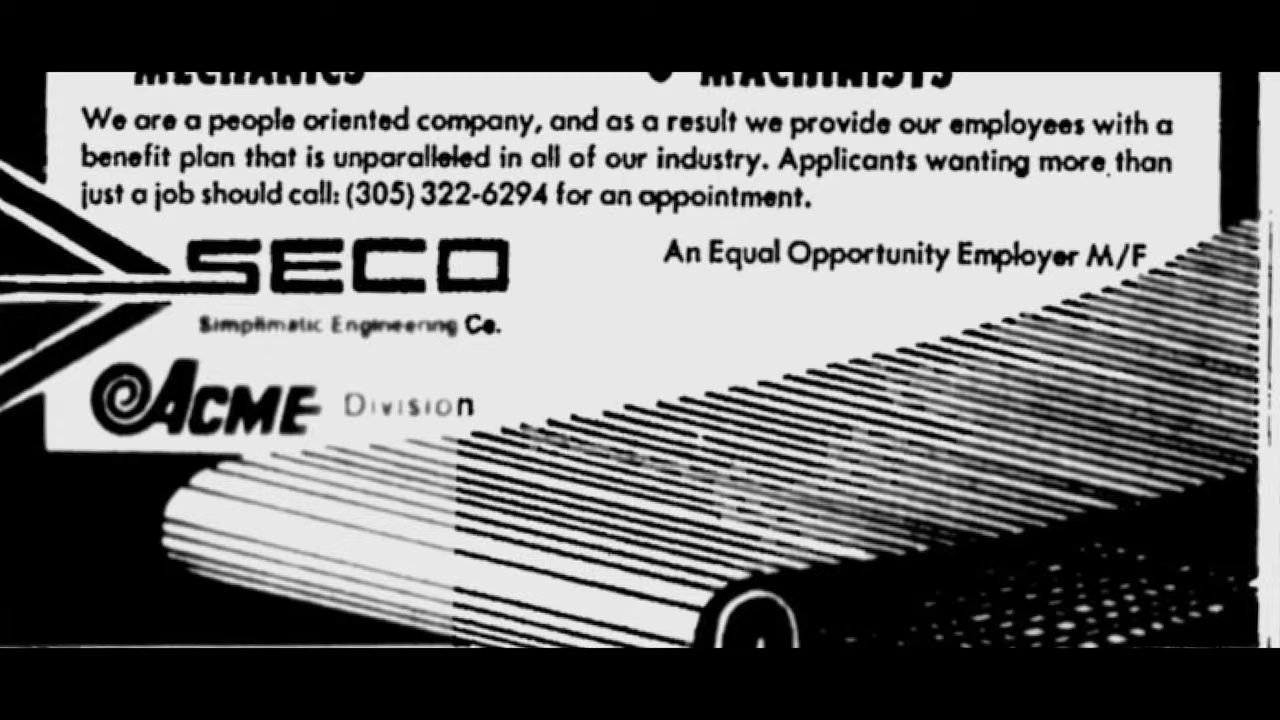 MECHANICS
MACHINISTS
We are a people oriented company, and as a result we provide our employees with a
benefit plan that is unparalleled in all of our industry. Applicants wanting more than
just a job should call: (305) 322-6294 for an appointment.
SECO
An Equal Opportunity Employer M/F
Simplimatic Engineering Co.
ACME Division